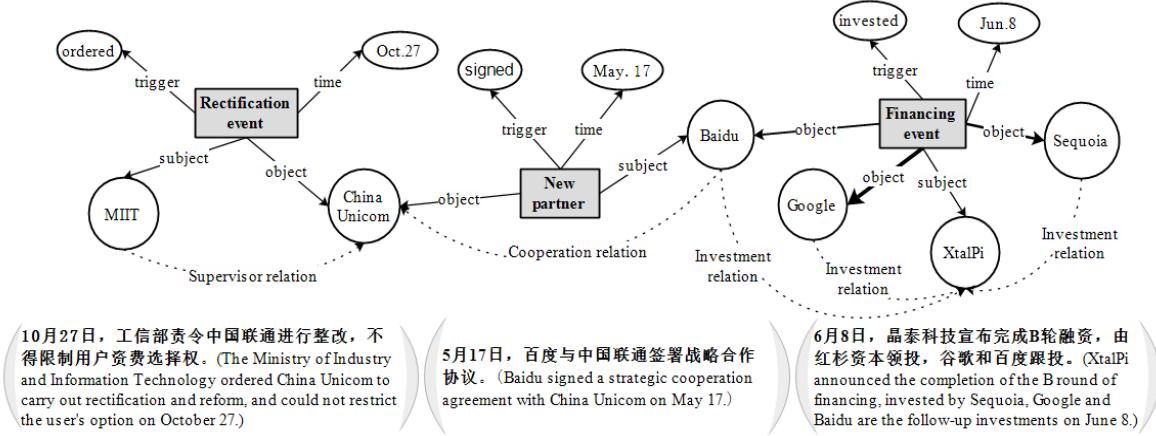 ordered
Oct.27
trigger
time
Rectification
event
subject
object
MIIT
China
Unicom
Supervisor relation
signed
May. 17
trigger
time
subject
object
New
partner
Baidu
Cooperation relation
invested
Jun.8
trigger
time
Financing
event
object
object
object
subject
Sequoia
Google
XtalPi
Investment
relation
Investment
relation
Investment
relation
10月27日，工信部责令中国联通进行整改，不
得限制用户资费选择权。(The Ministry of Industry
and Information Technology ordered China Unicom to
carry out rectification and reform, and could not restrict
the user's option on October 27.)
5月17日，百度与中国联通签署战略合作
协议。（Baidu signed a strategic cooperation
agreement with China Unicom on May 17.）
6月8日，晶泰科技宣布完成B轮融资，由
红杉资本领投，谷歌和百度跟投。(XtalPi
announced the completion of the B round of
financing, invested by Sequoia, Google and
Baidu are the follow-up investments on June 8.)